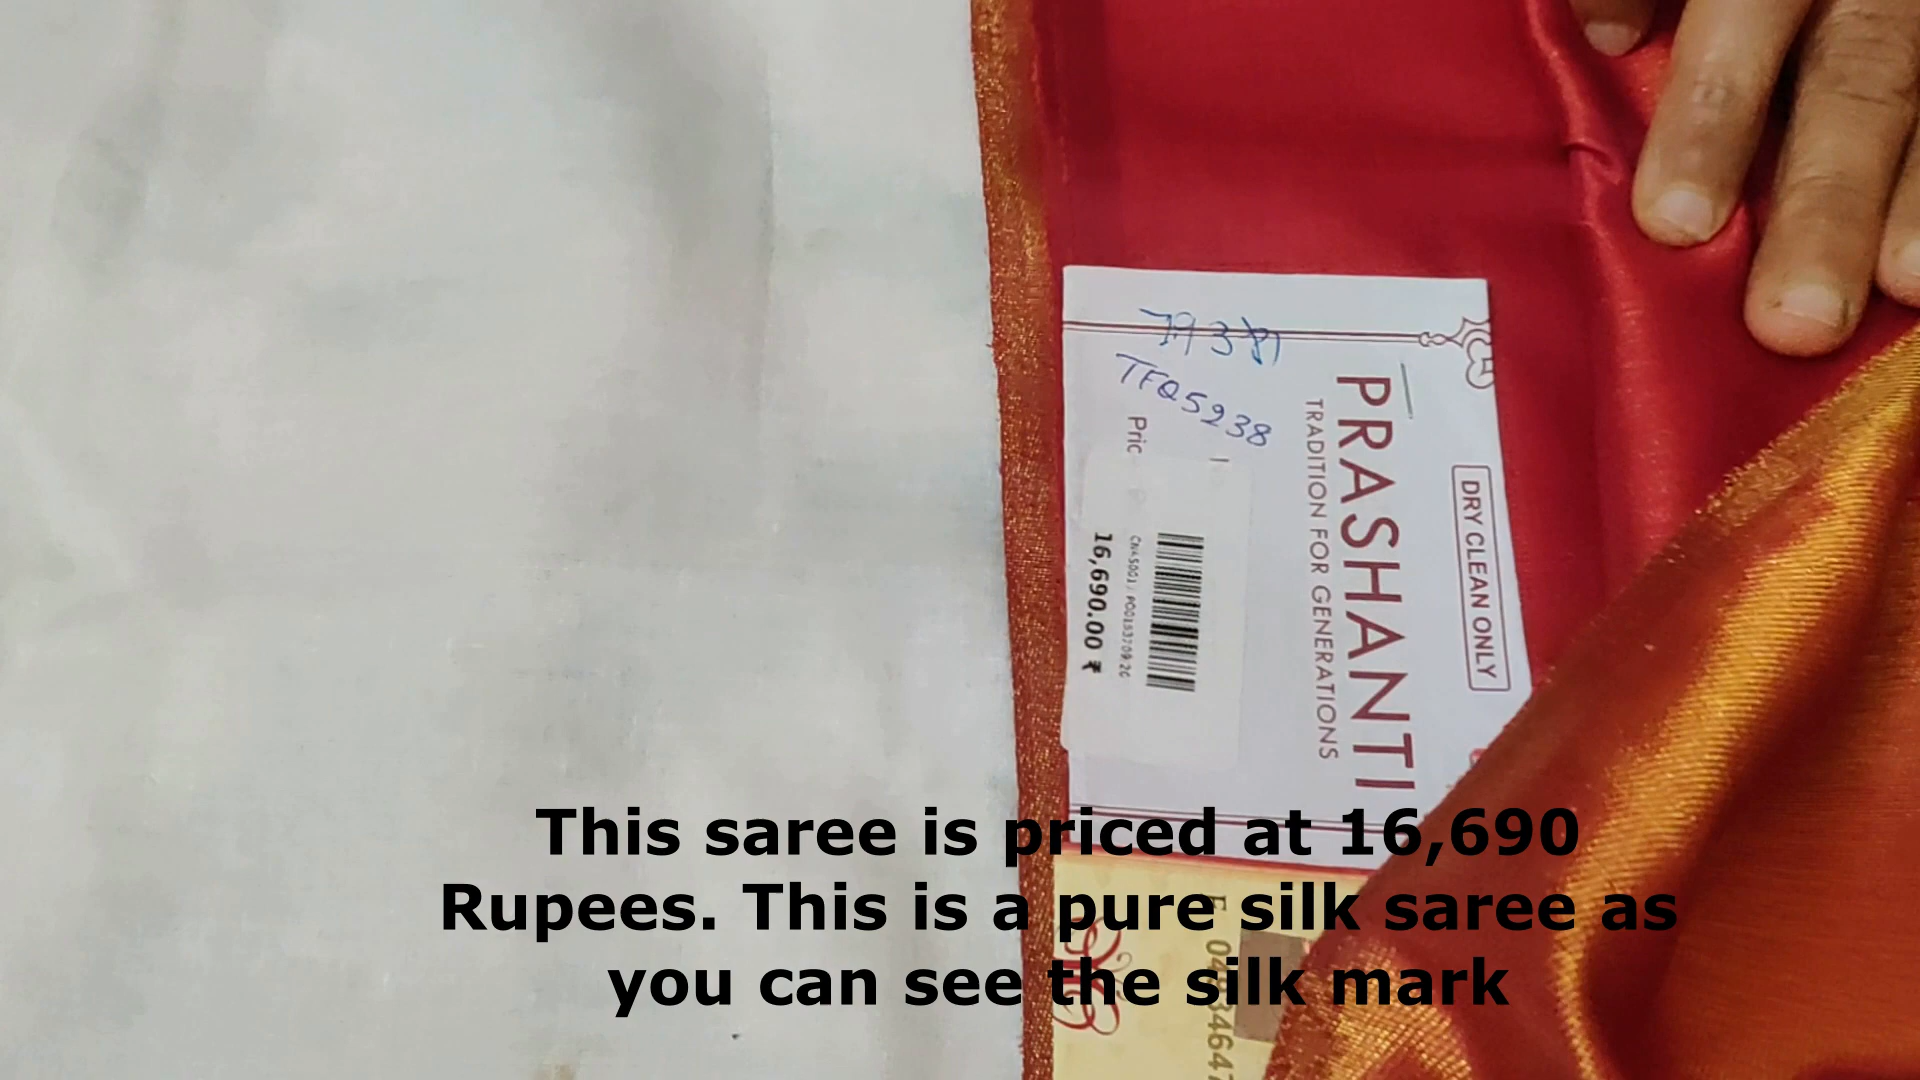 7938
TFQ5938
Pric
16,690.00 ₹
PRASHANTI
TRADITION FOR GENERATIONS
DRY CLEAN ONLY
This saree is priced at 16,690
Rupees. This is a pure silk saree as
you can see the silk mark